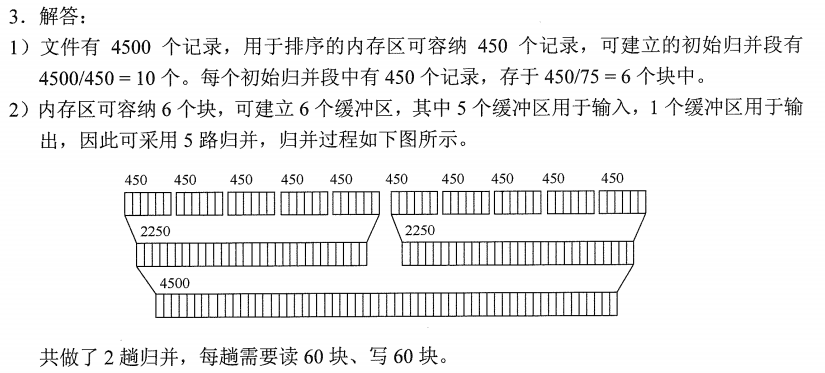 3．解答：
1）文件有 4500 个记录，用于排序的内存区可容纳 450 个记录，可建立的初始归并段有
4500/450 = 10 个。每个初始归并段中有 450 个记录，存于 450/75 = 6 个块中。
2）内存区可容纳 6 个块，可建立 6 个缓冲区，其中 5 个缓冲区用于输入，1 个缓冲区用于输
出，因此可采用 5 路归并，归并过程如下图所示。
450 450 450 450 450 450 450 450 450 450
2250 2250
4500
共做了 2 趟归并，每趟需要读 60 块、写 60 块。